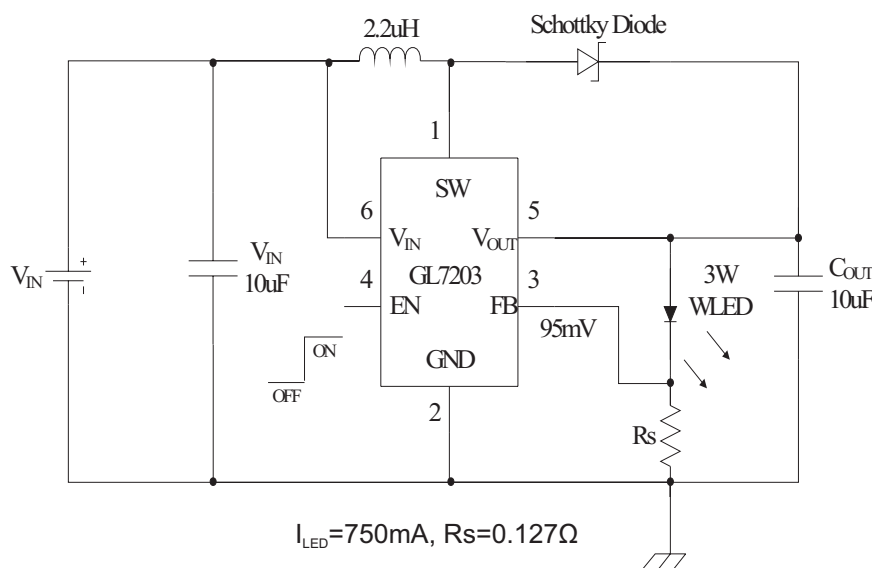 2.2uH
Schottky Diode
1
SW
6
5
VIN
VOUT
VIN
10uF
4
GL7203
3
3W
WLED
COUT
10uF
VIN
+
-
EN
FB
95mV
ON
OFF
GND
2
Rs
ILED=750mA, Rs=0.127Ω